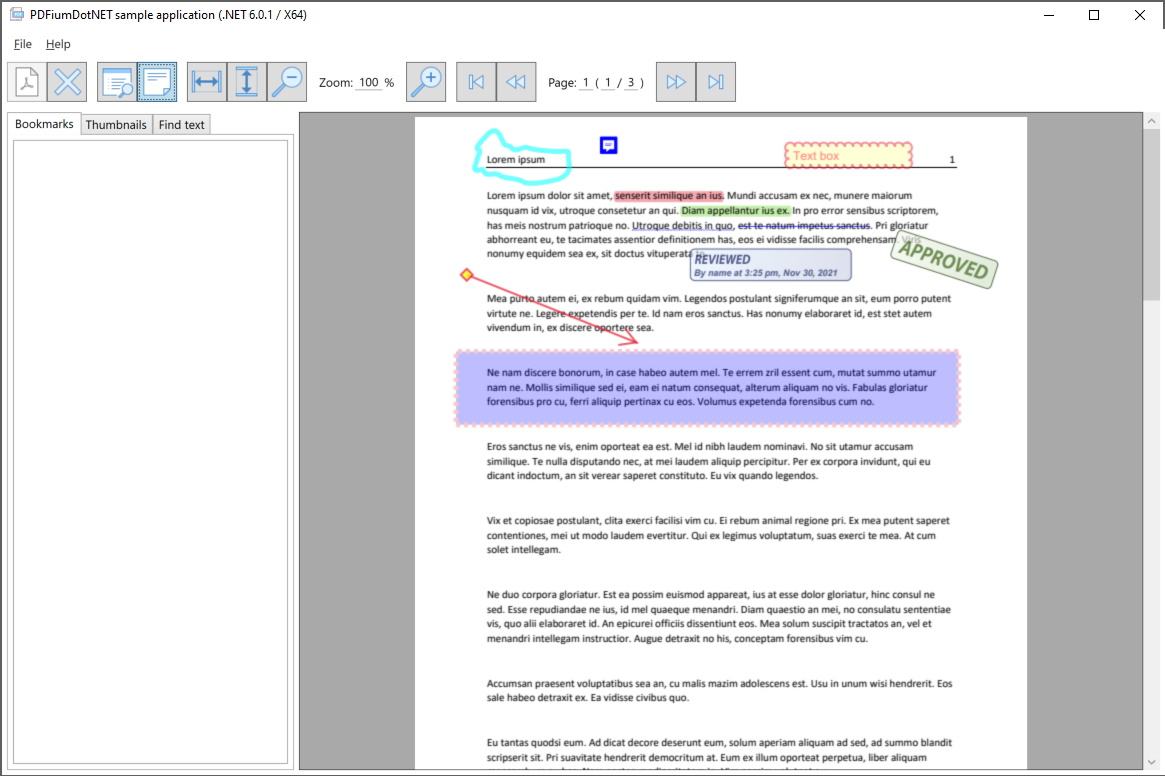 PDFiumDotNET sample application (.NET 6.0.1 / X64)
File Help
Zoom: 100 % Page: 1 ( 1 / 3 )
Bookmarks Thumbnails Find text
Lorem ipsum Text box 1
Lorem ipsum dolor sit amet, senserit similique an ius. Mundi accusam ex nec, munere maiorum
nusquam id vix, utroque consetetur an qui. Diam appellantur ius ex. In pro error sensibus scriptorem,
has meis nostrum patrioque no. Utroque debitis in quo, est te natum impetus sanctus. Pri gloriatur
abhorreant eu, te tacimates assentior definitionem has, eos ei vidisse facilis comprehensam. Viris
nonumy equidem sea ex, sit doctus vituperata
REVIEWED
By name at 3:25 pm, Nov 30, 2021
APPROVED
Mea purto autem ei, ex rebum quidam vim. Legendos postulant signiferumque an sit, eum porro putent
virtute ne. Legere expetendis per te. Id nam eros sanctus. Has nonumy elaboraret id, est stet autem
vivendum in, ex discere oportere sea.
Ne nam discere bonorum, in case habeo autem mel. Te errem zril essent cum, mutat summo utamur
nam ne. Mollis similique sed ei, eam ei natum consequat, alterum aliquam no vis. Fabulas gloriatur
forensibus pro cu, ferri aliquip pertinax cu eos. Volumus expetenda forensibus cum no.
Eros sanctus ne vis, enim oporteat ea est. Mel id nibh laudem nominavi. No sit utamur accusam
similique. Te nulla disputando nec, at mei laudem aliquip percipitur. Per ex corpora invidunt, qui eu
dicant indoctum, an sit verear saperet constituto. Eu vix quando legendos.
Vix et copiosae postulant, clita exerci facilisi vim cu. Ei rebum animal regione pri. Ex mea putent saperet
contentiones, mei ut modo laudem evertitur. Qui ex legimus voluptatum, suas exerci te mea. At cum
solet intellegam.
Ne duo corpora gloriatur. Est ea possim euismod appareat, ius at esse dolor gloriatur, hinc consul ne
sed. Esse repudiandae ne ius, id mel quaeque menandri. Diam quaestio an mei, no consulatu sententiae
vis, quo alii elaboraret id. An epicurei officiis dissentiunt eos. Mea solum suscipit tractatos an, vel et
menandri intellegam instructior. Augue detraxit no his, conceptam forensibus vim cu.
Accumsan praesent voluptatibus sea an, cu malis mazim adolescens est. Usu in unum wisi hendrerit. Eos
sale habeo detraxit ex. Ea vidisse civibus quo.
Eu tantas quodsi eum. Ad dicat decore deserunt eum, solum aperiam aliquam ad sed, ad summo blandit
scripserit sit. Pri suavitate hendrerit democritum at. Eum ex illum oporteat perpetua, liber aliquam